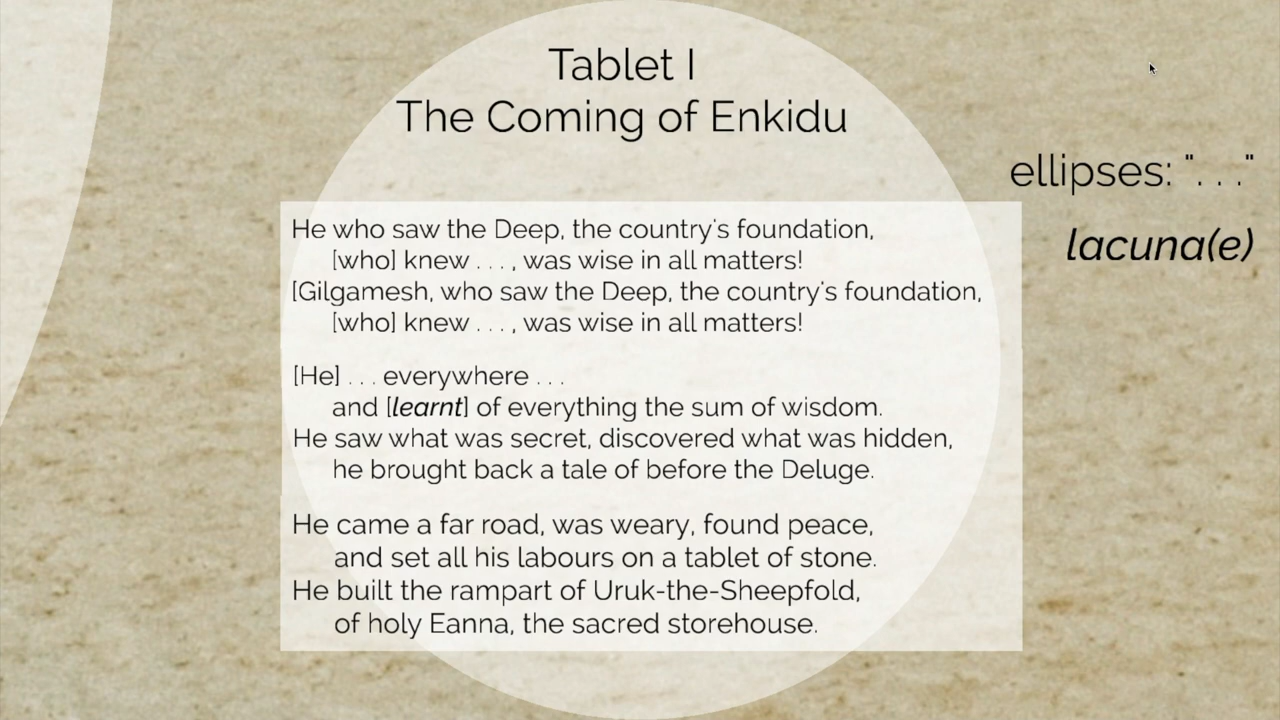 Tablet I
The Coming of Enkidu
ellipses: ". . ."
lacuna(e)
He who saw the Deep, the country's foundation,
[who] knew . . . , was wise in all matters!
[Gilgamesh, who saw the Deep, the country's foundation,
[who] knew . . . , was wise in all matters!
[He] . . . everywhere . . .
and [learnt] of everything the sum of wisdom.
He saw what was secret, discovered what was hidden,
he brought back a tale of before the Deluge.
He came a far road, was weary, found peace,
and set all his labours on a tablet of stone.
He built the rampart of Uruk-the-Sheepfold,
of holy Eanna, the sacred storehouse.